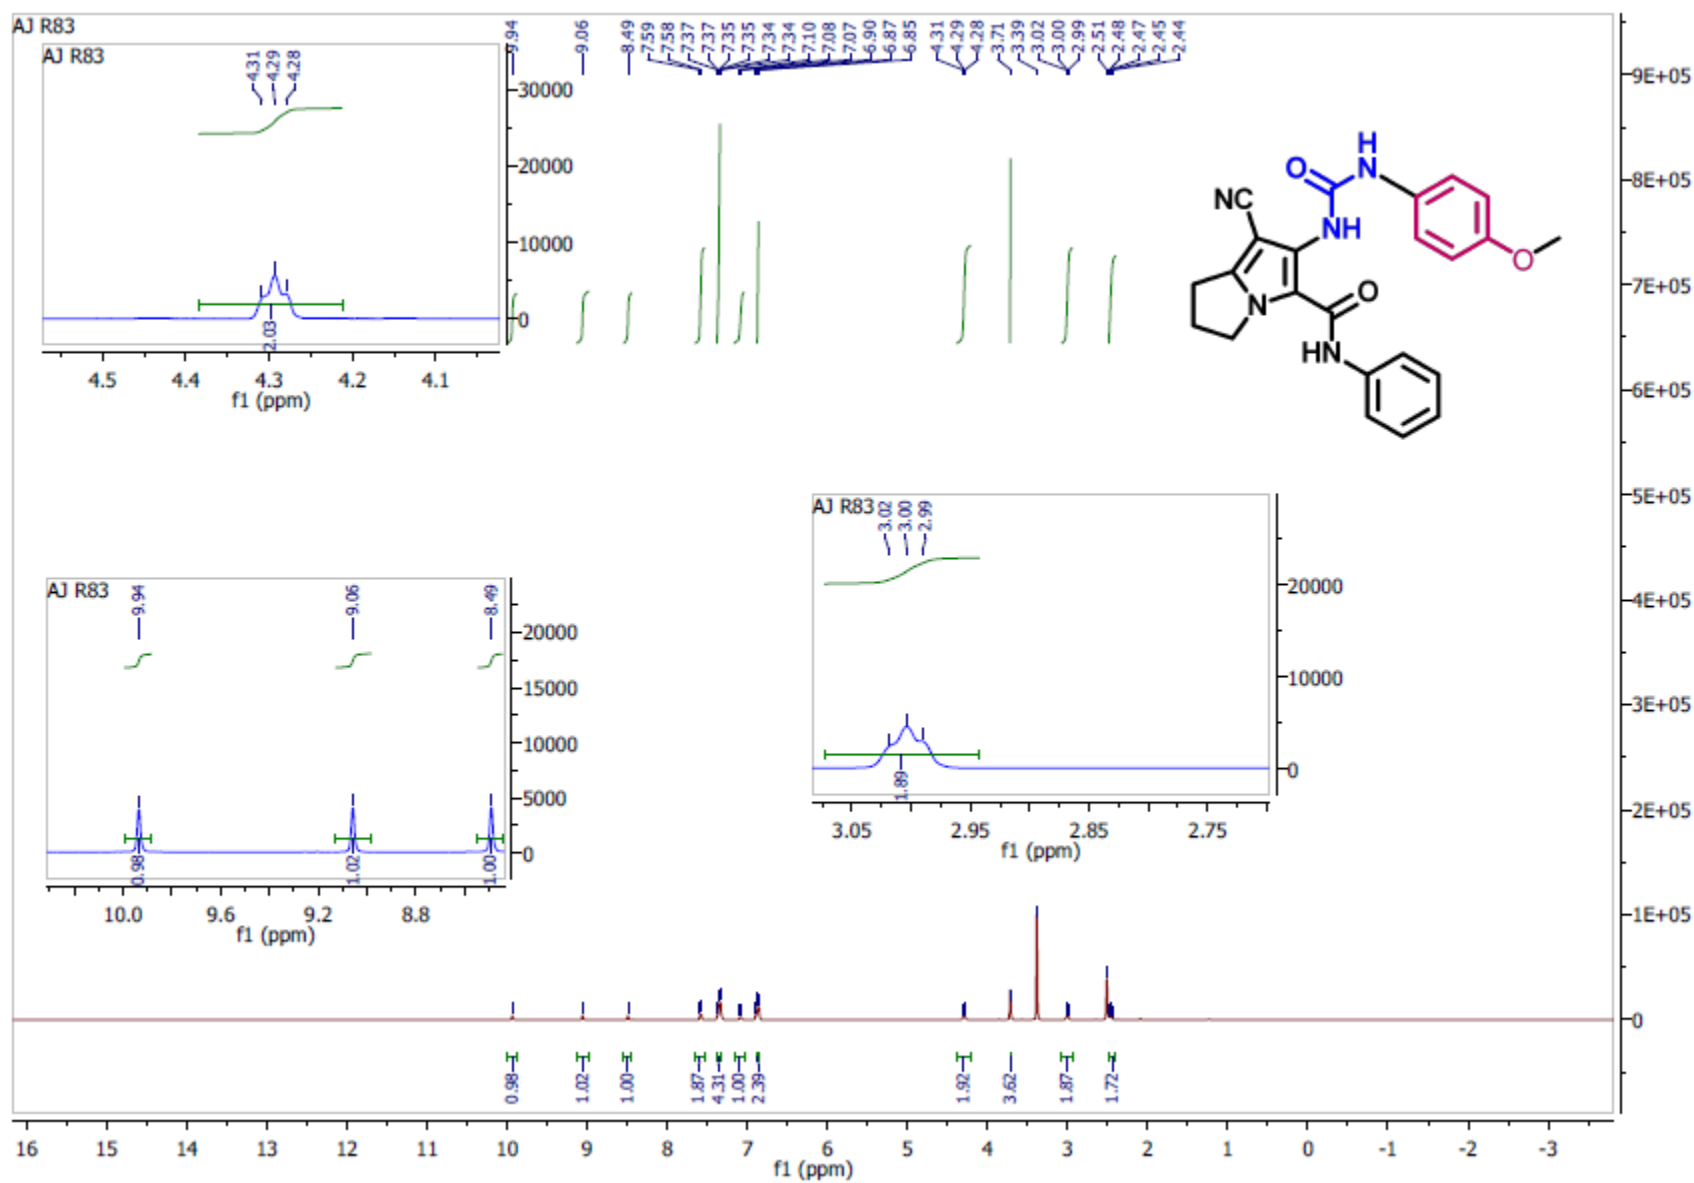 AJ R83
9.94 9.06 8.49 7.59 7.58 7.37 7.37 7.35 7.35 7.34 7.34 7.10 7.08 7.07 6.90 6.87 6.85 4.31 4.29 4.28 3.71 3.39 3.02 3.00 2.99 2.51 2.48 2.47 2.45 2.44
AJ R83
4.31 4.29 4.28
30000
20000
10000
0
2.03
4.5 4.4 4.3 4.2 4.1
f1 (ppm)
H
O N
NC
NH
O
N O
HN
AJ R83
3.02 3.00 2.99
20000
10000
0
1.89
3.05 2.95 2.85 2.75
f1 (ppm)
AJ R83
9.94 9.06 8.49
20000
15000
10000
5000
0
0.98 1.02 1.00
10.0 9.6 9.2 8.8
f1 (ppm)
9E+05
8E+05
7E+05
6E+05
5E+05
4E+05
3E+05
2E+05
1E+05
0
0.98 1.02 1.00 1.87 4.31 1.00 2.39 1.92 3.62 1.87 1.72
16 15 14 13 12 11 10 9 8 7 6 5 4 3 2 1 0 -1 -2 -3
f1 (ppm)